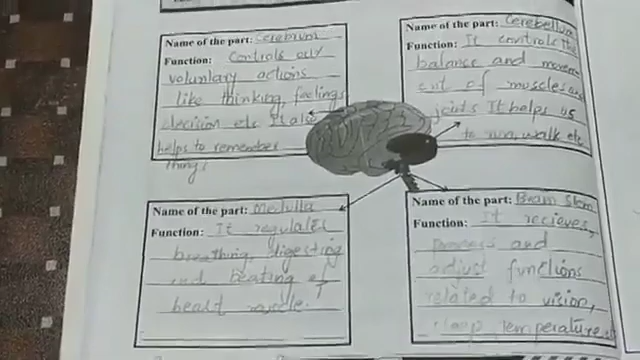 Name of the part: Cerebrum
Function: Controls our
voluntary actions
like thinking, feelings
decision etc It also
helps to remember
things
Name of the part: Cerebellum
Function: It controls the
balance and movem
ent of muscles and
joints It helps us
to run, walk etc
Name of the part: Medulla
Function: It regulates
breathing, digesting
and beating of
heart muscle.
Name of the part: Beam Stem
Function: It recieves,
process and
adjust functions
related to vision,
temperature